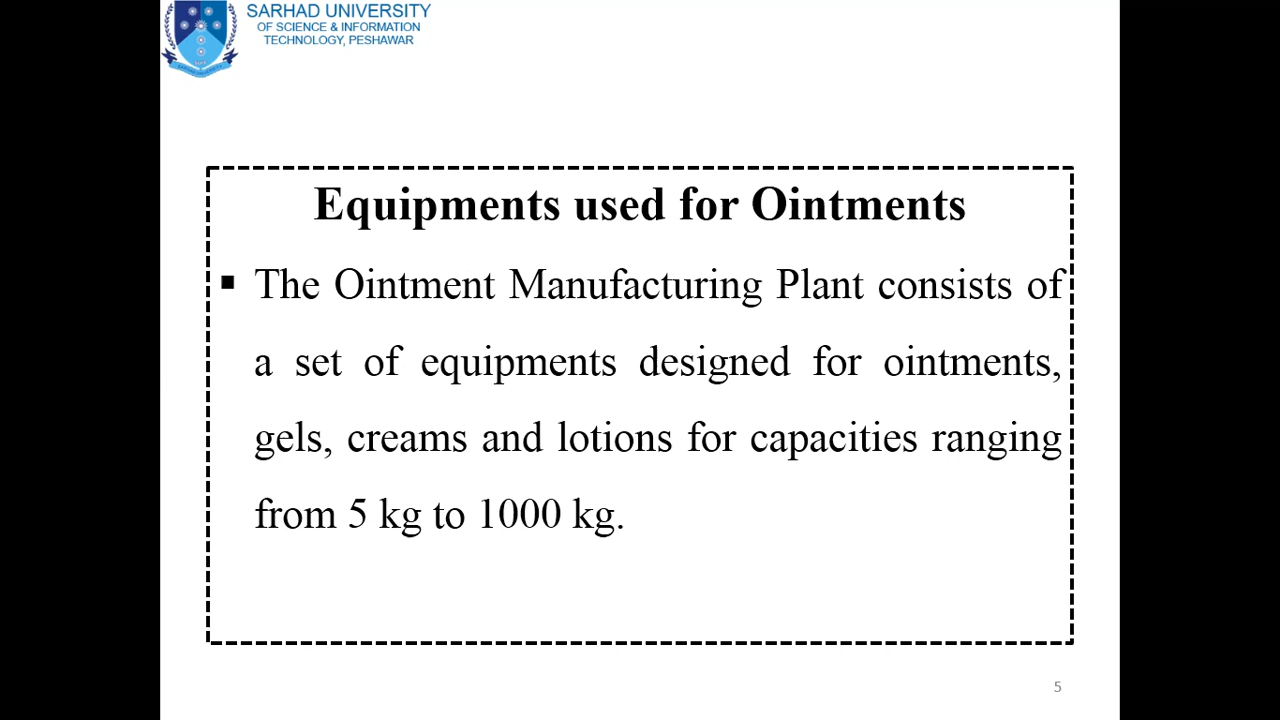 SARHAD UNIVERSITY
OF SCIENCE & INFORMATION
TECHNOLOGY, PESHAWAR
Equipments used for Ointments
▪ The Ointment Manufacturing Plant consists of
a set of equipments designed for ointments,
gels, creams and lotions for capacities ranging
from 5 kg to 1000 kg.
5